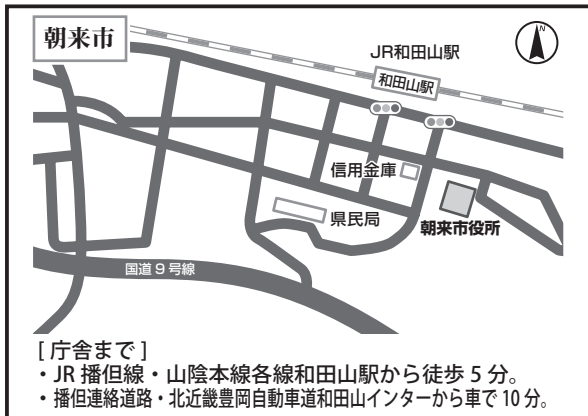 朝来市
N
JR和田山駅
和田山駅
信用金庫
県民局
朝来市役所
国道9号線
[ 庁舎まで ]
・JR 播但線・山陰本線各線和田山駅から徒歩 5 分。
・播但連絡道路・北近畿豊岡自動車道和田山インターから車で 10 分。